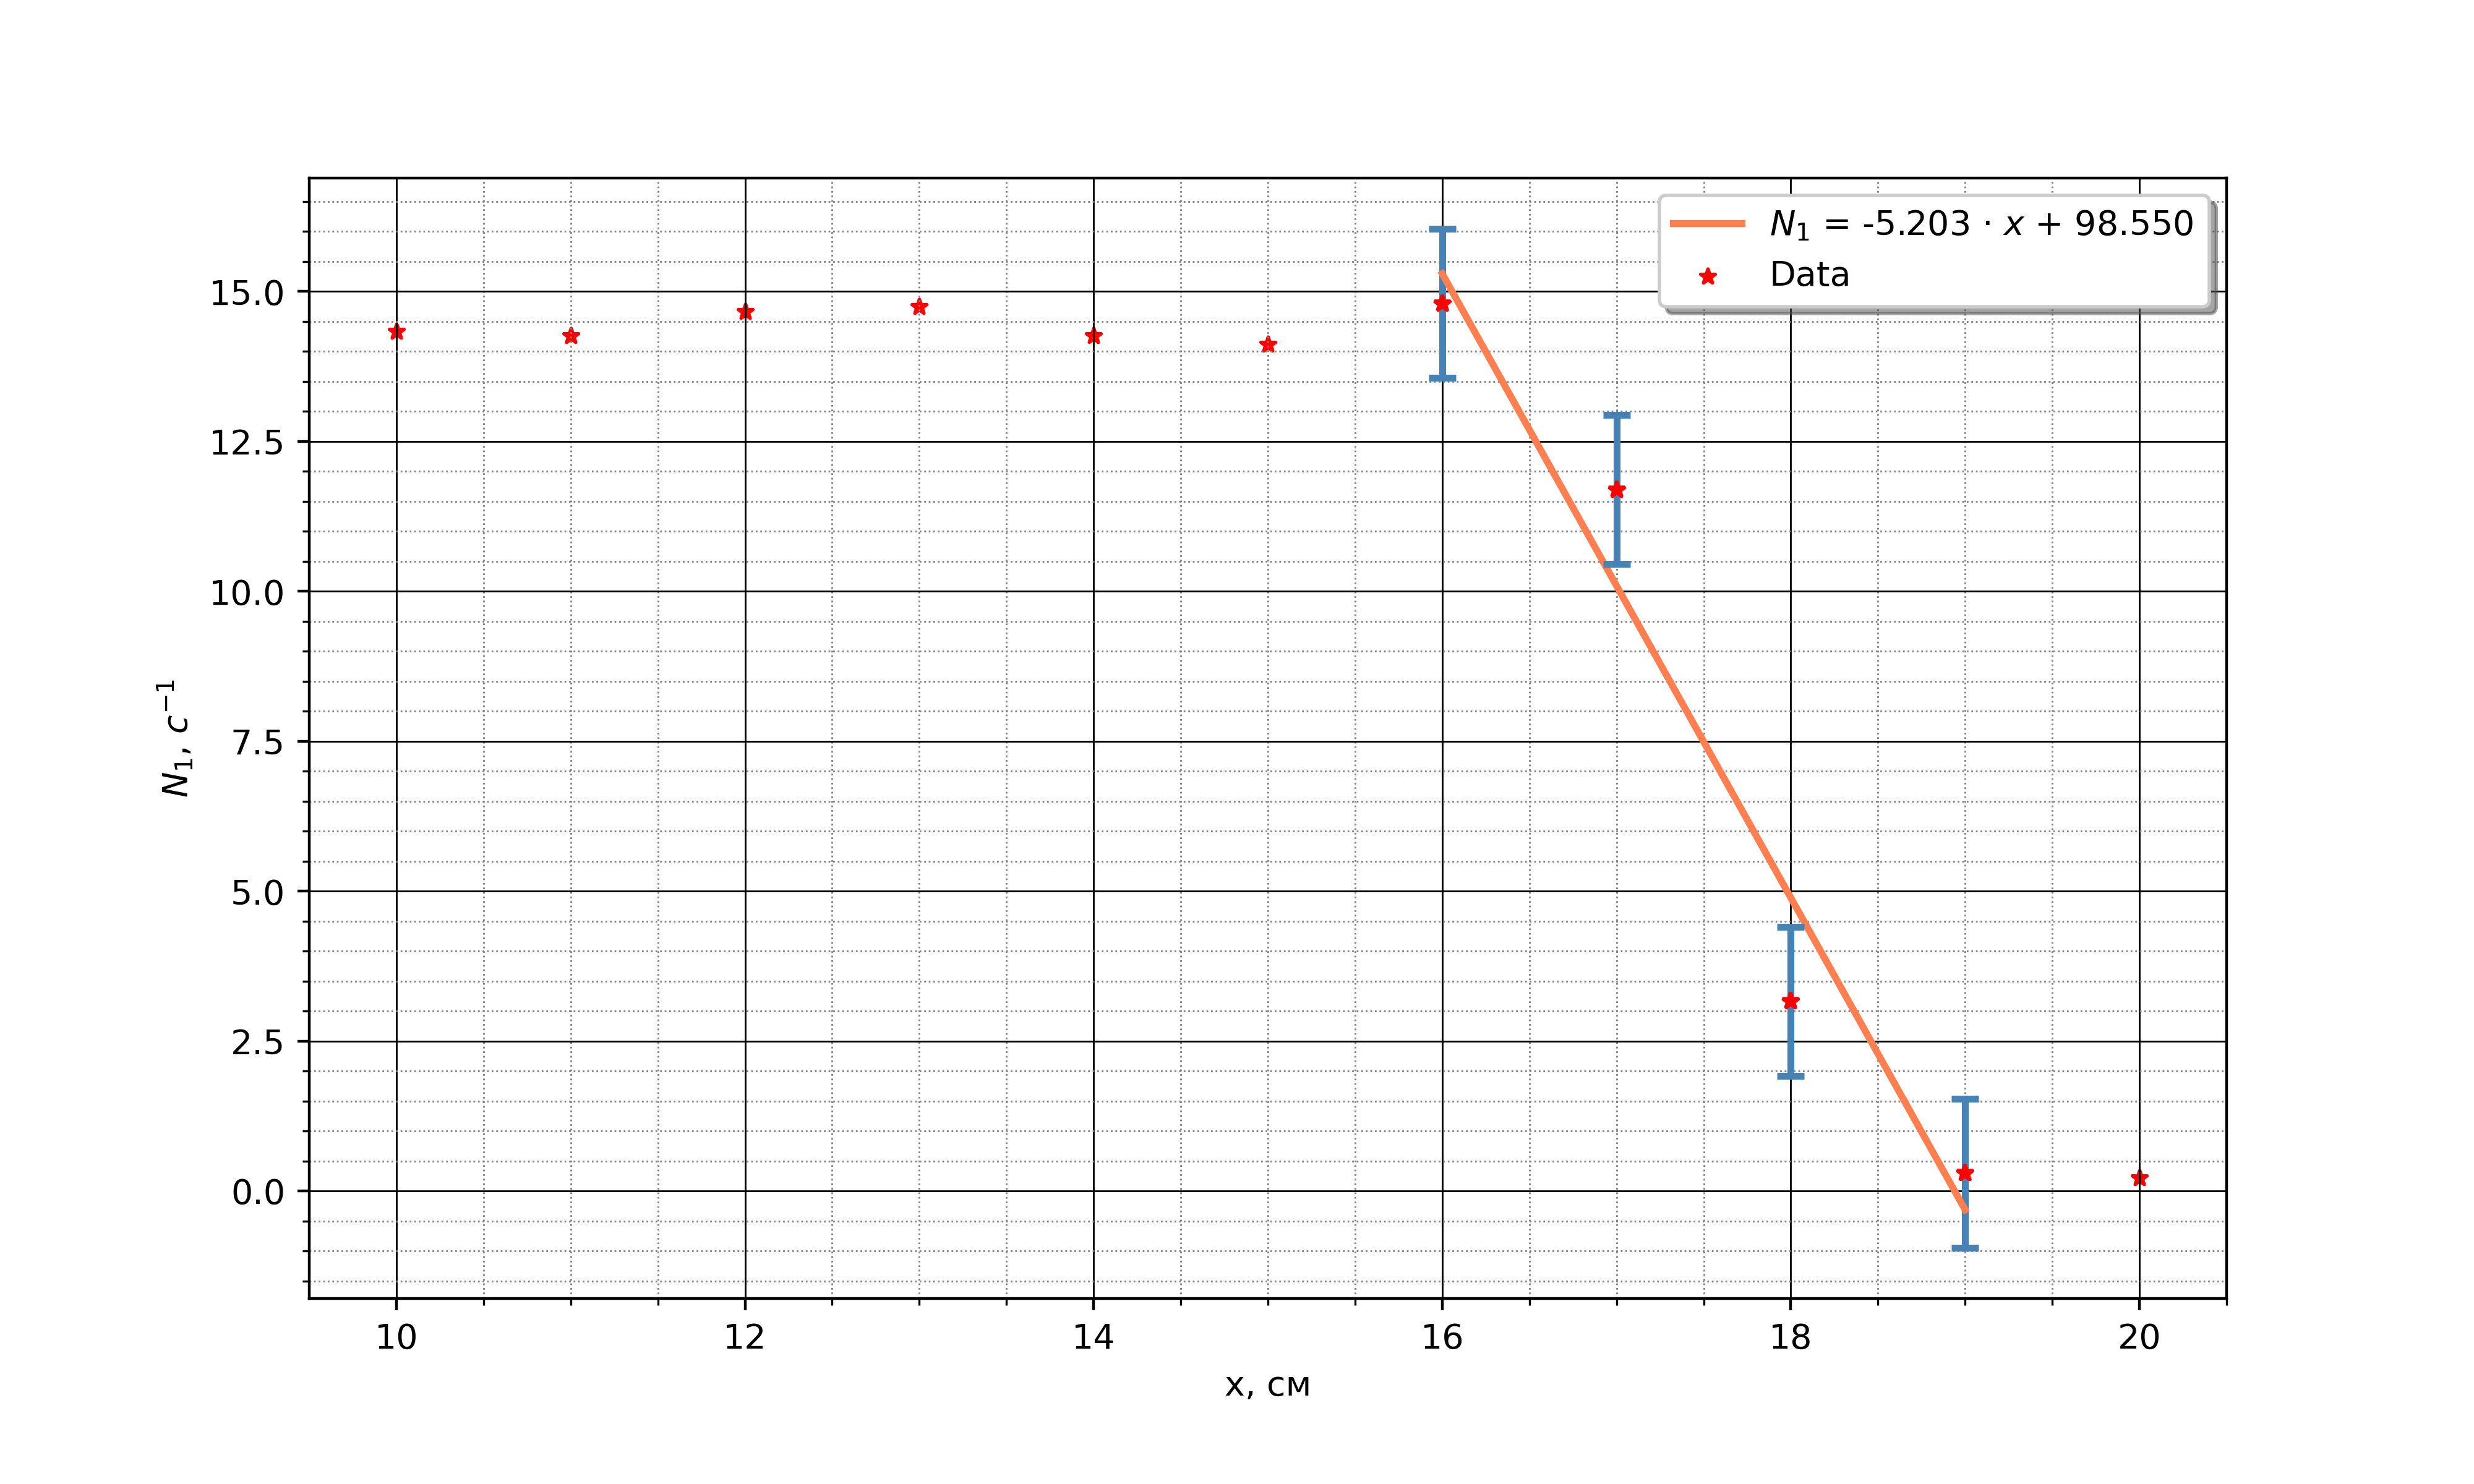 N₁ = -5.203 · x + 98.550
Data
15.0
12.5
10.0
7.5
5.0
2.5
0.0
N₁, c⁻¹
10 12 14 16 18 20
x, см